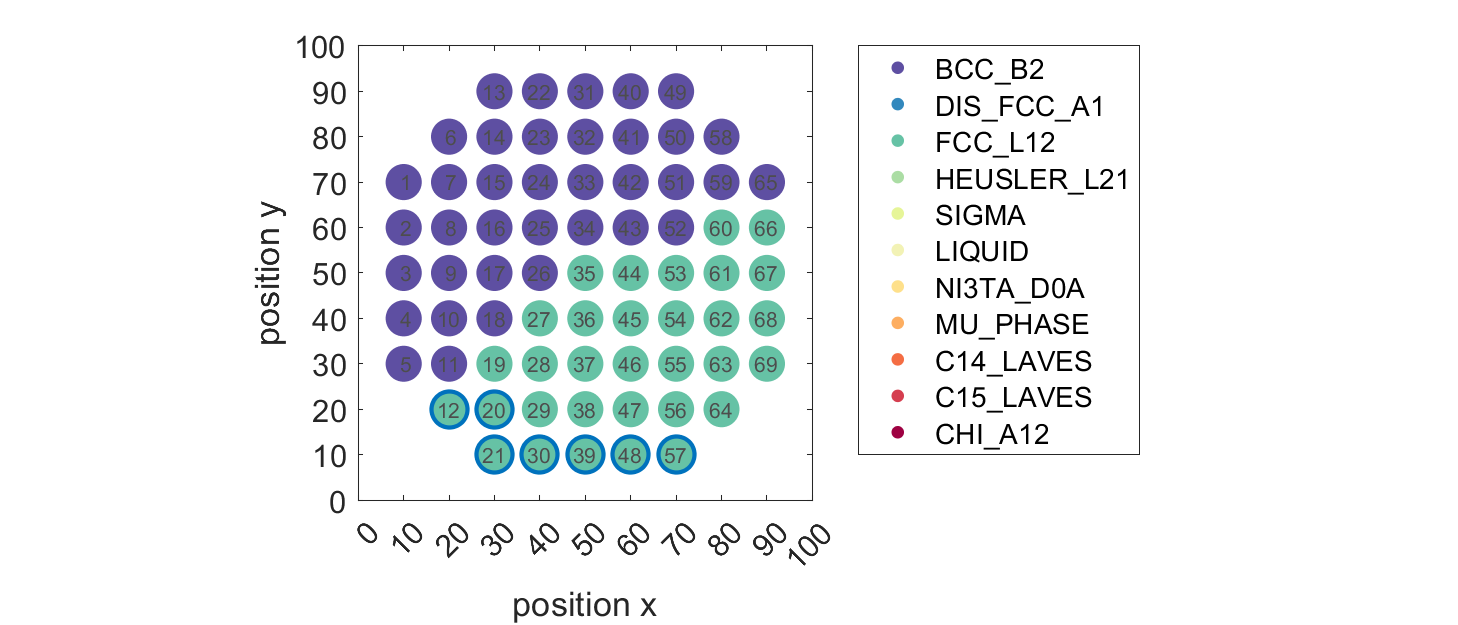 100
90
80
70
60
50
40
30
20
10
0
position y
13 22 31 40 49
6 14 23 32 41 50 58
1 7 15 24 33 42 51 59 65
2 8 16 25 34 43 52 60 66
3 9 17 26 35 44 53 61 67
4 10 18 27 36 45 54 62 68
5 11 19 28 37 46 55 63 69
12 20 29 38 47 56 64
21 30 39 48 57
0 10 20 30 40 50 60 70 80 90 100
position x
BCC_B2
DIS_FCC_A1
FCC_L12
HEUSLER_L21
SIGMA
LIQUID
NI3TA_D0A
MU_PHASE
C14_LAVES
C15_LAVES
CHI_A12